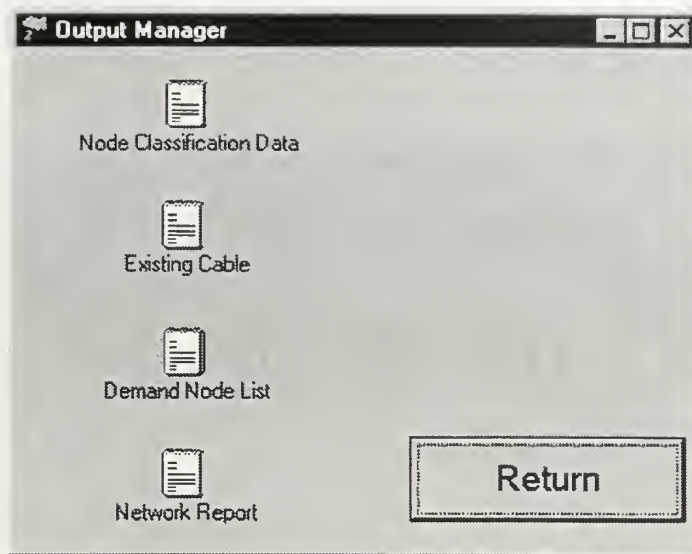 Output Manager
Node Classification Data
Existing Cable
Demand Node List
Network Report
Return